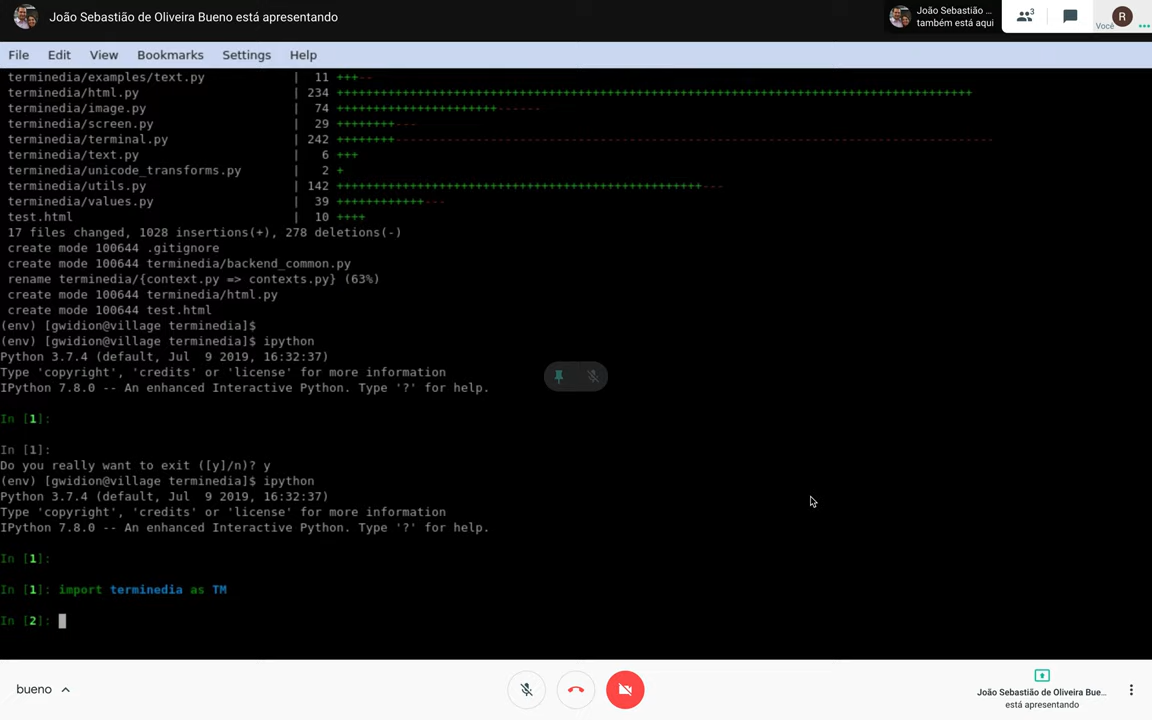 João Sebastião de Oliveira Bueno está apresentando
João Sebastião de Oliveira ...
também está aqui
3
Você
R
File Edit View Bookmarks Settings Help
terminedia/examples/text.py | 11 +++--
terminedia/html.py | 234 +++++++++++++++++++++++++++++++++++++++++++++++++++++++++++++++++++++++++++++++++++++++
terminedia/image.py | 74 ++++++++++++++++++++++------
terminedia/screen.py | 29 ++++++++---
terminedia/terminal.py | 242 ++++++++----------------------------------------------------------------------------------
terminedia/text.py | 6 +++
terminedia/unicode_transforms.py | 2 +
terminedia/utils.py | 142 ++++++++++++++++++++++++++++++++++++++++++++++++++---
terminedia/values.py | 39 ++++++++++++---
test.html | 10 ++++
17 files changed, 1028 insertions(+), 278 deletions(-)
create mode 100644 .gitignore
create mode 100644 terminedia/backend_common.py
rename terminedia/{context.py => contexts.py} (63%)
create mode 100644 terminedia/html.py
create mode 100644 test.html
(env) [gwidion@village terminedia]$
(env) [gwidion@village terminedia]$ ipython
Python 3.7.4 (default, Jul  9 2019, 16:32:37)
Type 'copyright', 'credits' or 'license' for more information
IPython 7.8.0 -- An enhanced Interactive Python. Type '?' for help.
In [1]:
In [1]:
Do you really want to exit ([y]/n)? y
(env) [gwidion@village terminedia]$ ipython
Python 3.7.4 (default, Jul  9 2019, 16:32:37)
Type 'copyright', 'credits' or 'license' for more information
IPython 7.8.0 -- An enhanced Interactive Python. Type '?' for help.
In [1]:
In [1]: import terminedia as TM
In [2]:
bueno
João Sebastião de Oliveira Bue...
está apresentando